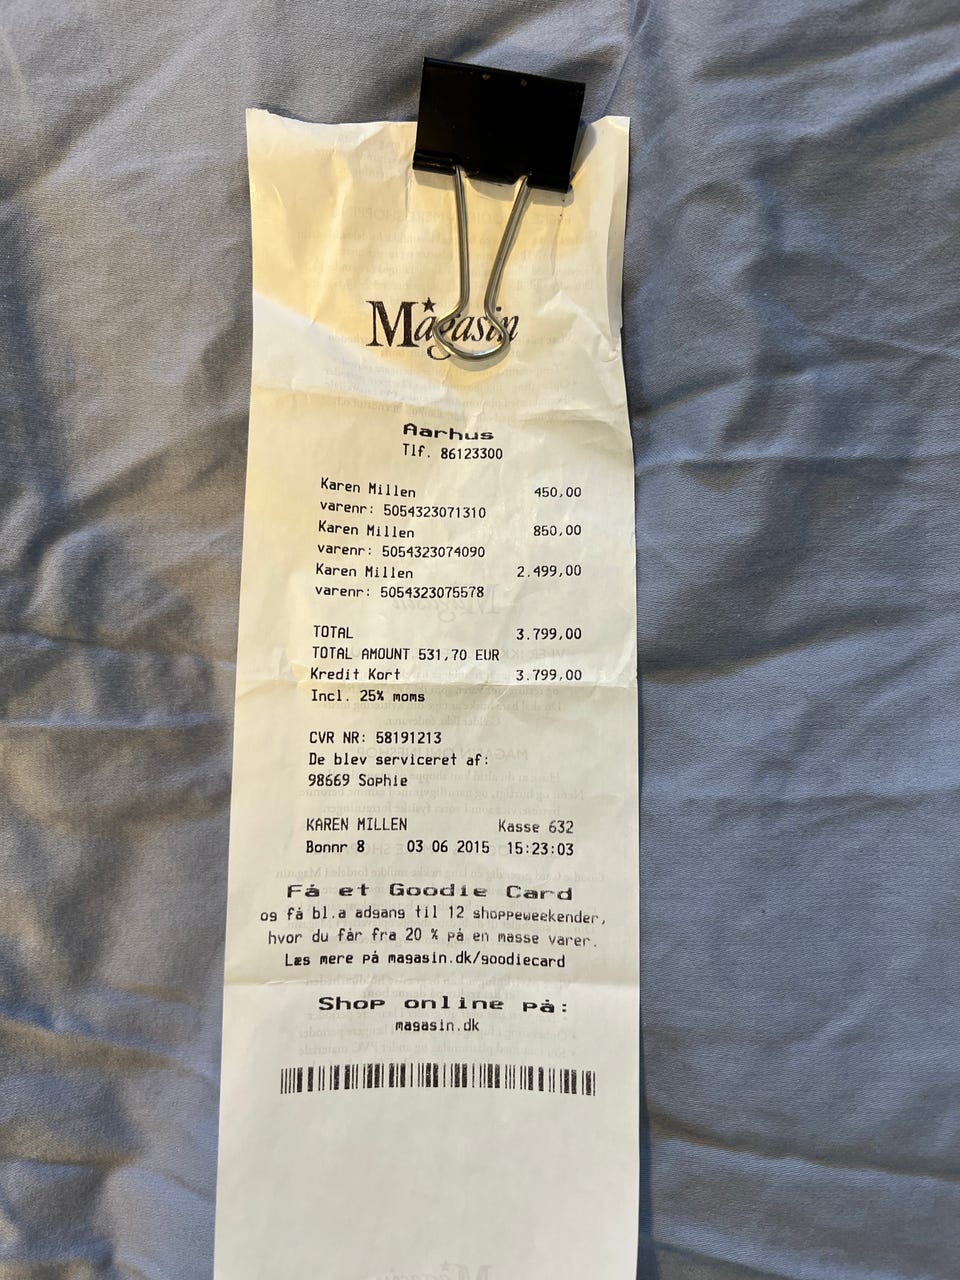 Magasin
Aarhus
Tlf. 86123300
Karen Millen 450,00
varenr: 5054323071310
Karen Millen 850,00
varenr: 5054323074090
Karen Millen 2.499,00
varenr: 5054323075578
TOTAL 3.799,00
TOTAL AMOUNT 531,70 EUR
Kredit Kort 3.799,00
Incl. 25% moms
CVR NR: 58191213
De blev serviceret af:
98669 Sophie
KAREN MILLEN Kasse 632
Bonnr 8 03 06 2015 15:23:03
Få et Goodie Card
og få bl.a adgang til 12 shoppeweekender,
hvor du får fra 20 % på en masse varer.
Læs mere på magasin.dk/goodiecard
Shop online på:
magasin.dk